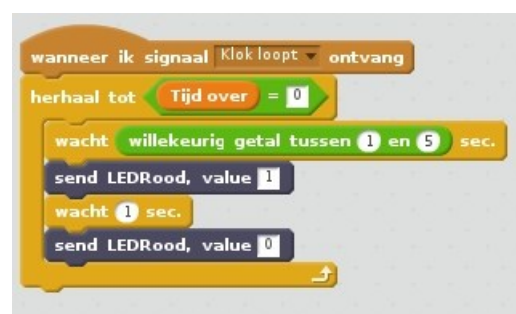 wanneer ik signaal Klok loopt ontvang
herhaal tot Tijd over = 0
wacht willekeurig getal tussen 1 en 5 sec.
send LEDRood, value 1
wacht 1 sec.
send LEDRood, value 0